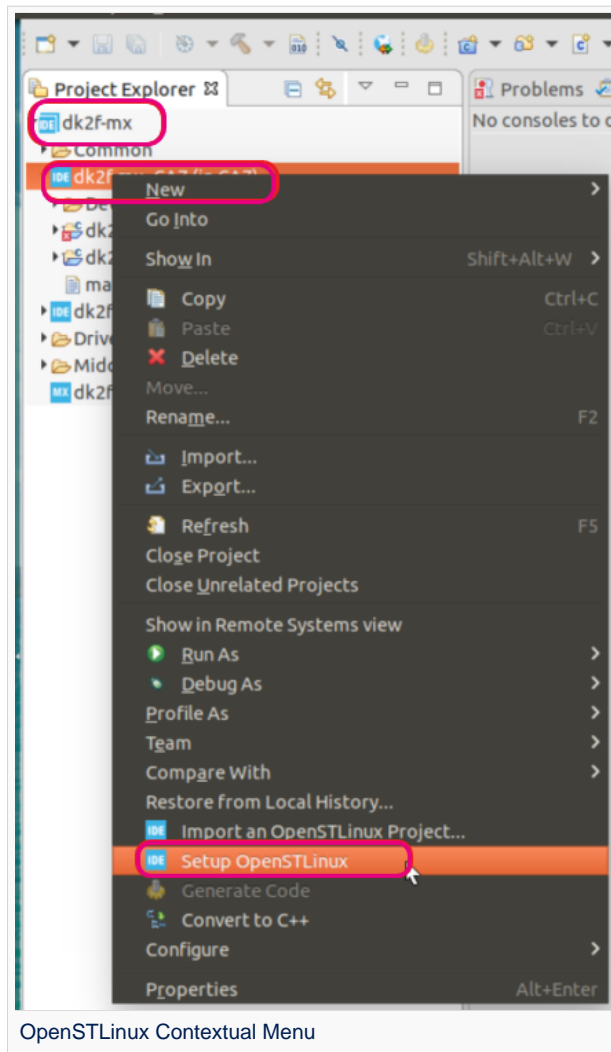 Project Explorer
Problems
dk2f-mx
No consoles to
Common
New
Go Into
Show In Shift+Alt+W
Copy Ctrl+C
Paste Ctrl+V
Delete
Move...
Rename... F2
Import...
Export...
Refresh F5
Close Project
Close Unrelated Projects
Show in Remote Systems view
Run As
Debug As
Profile As
Team
Compare With
Restore from Local History...
IDE Import an OpenSTLinux Project...
IDE Setup OpenSTLinux
Generate Code
Convert to C++
Configure
Properties Alt+Enter
OpenSTLinux Contextual Menu